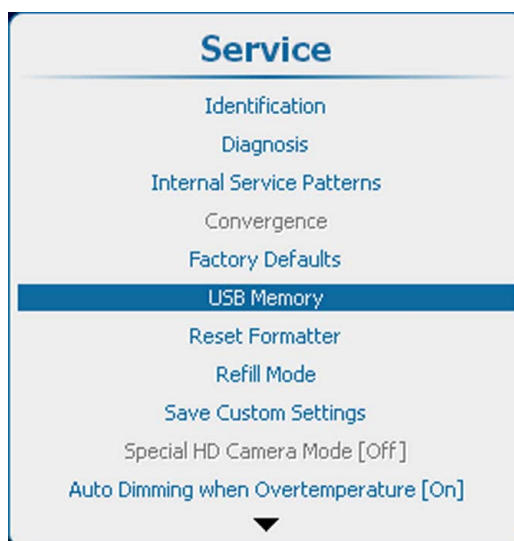 Service
Identification
Diagnosis
Internal Service Patterns
Convergence
Factory Defaults
USB Memory
Reset Formatter
Refill Mode
Save Custom Settings
Special HD Camera Mode [Off]
Auto Dimming when Overtemperature [On]